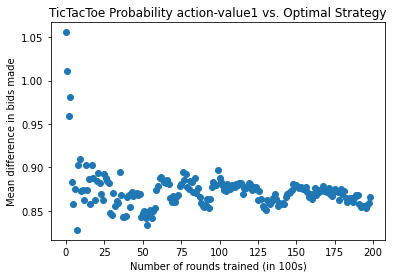 TicTacToe Probability action-value1 vs. Optimal Strategy
Mean difference in bids made
1.05
1.00
0.95
0.90
0.85
0 25 50 75 100 125 150 175 200
Number of rounds trained (in 100s)